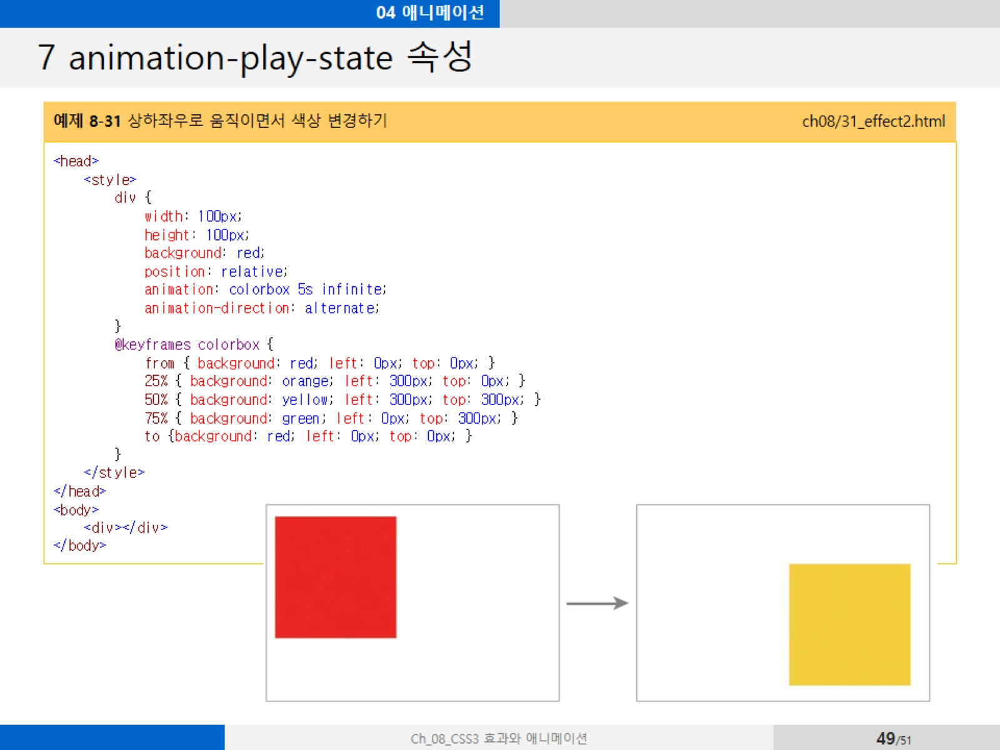 04 애니메이션
7 animation-play-state 속성
예제 8-31 상하좌우로 움직이면서 색상 변경하기 ch08/31_effect2.html
<head>
<style>
div {
width: 100px;
height: 100px;
background: red;
position: relative;
animation: colorbox 5s infinite;
animation-direction: alternate;
}
@keyframes colorbox {
from { background: red; left: 0px; top: 0px; }
25% { background: orange; left: 300px; top: 0px; }
50% { background: yellow; left: 300px; top: 300px; }
75% { background: green; left: 0px; top: 300px; }
to {background: red; left: 0px; top: 0px; }
}
</style>
</head>
<body>
<div></div>
</body>
Ch_08_CSS3 효과와 애니메이션
49/51